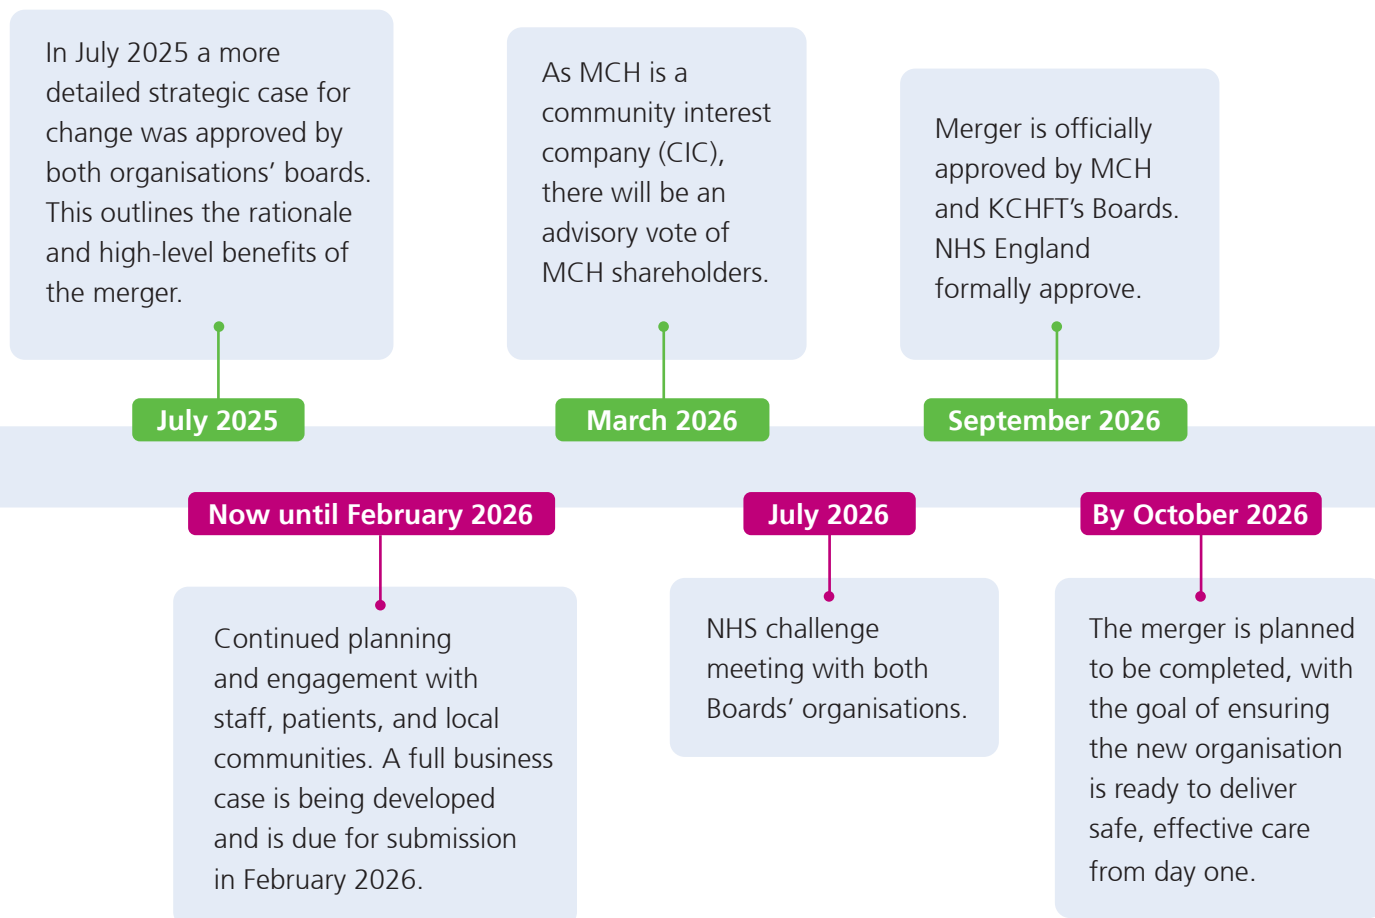 In July 2025 a more
detailed strategic case for
change was approved by
both organisations’ boards.
This outlines the rationale
and high-level benefits of
the merger.
July 2025
Now until February 2026
Continued planning
and engagement with
staff, patients, and local
communities. A full business
case is being developed
and is due for submission
in February 2026.
As MCH is a
community interest
company (CIC),
there will be an
advisory vote of
MCH shareholders.
March 2026
July 2026
NHS challenge
meeting with both
Boards’ organisations.
Merger is officially
approved by MCH
and KCHFT’s Boards.
NHS England
formally approve.
September 2026
By October 2026
The merger is planned
to be completed, with
the goal of ensuring
the new organisation
is ready to deliver
safe, effective care
from day one.